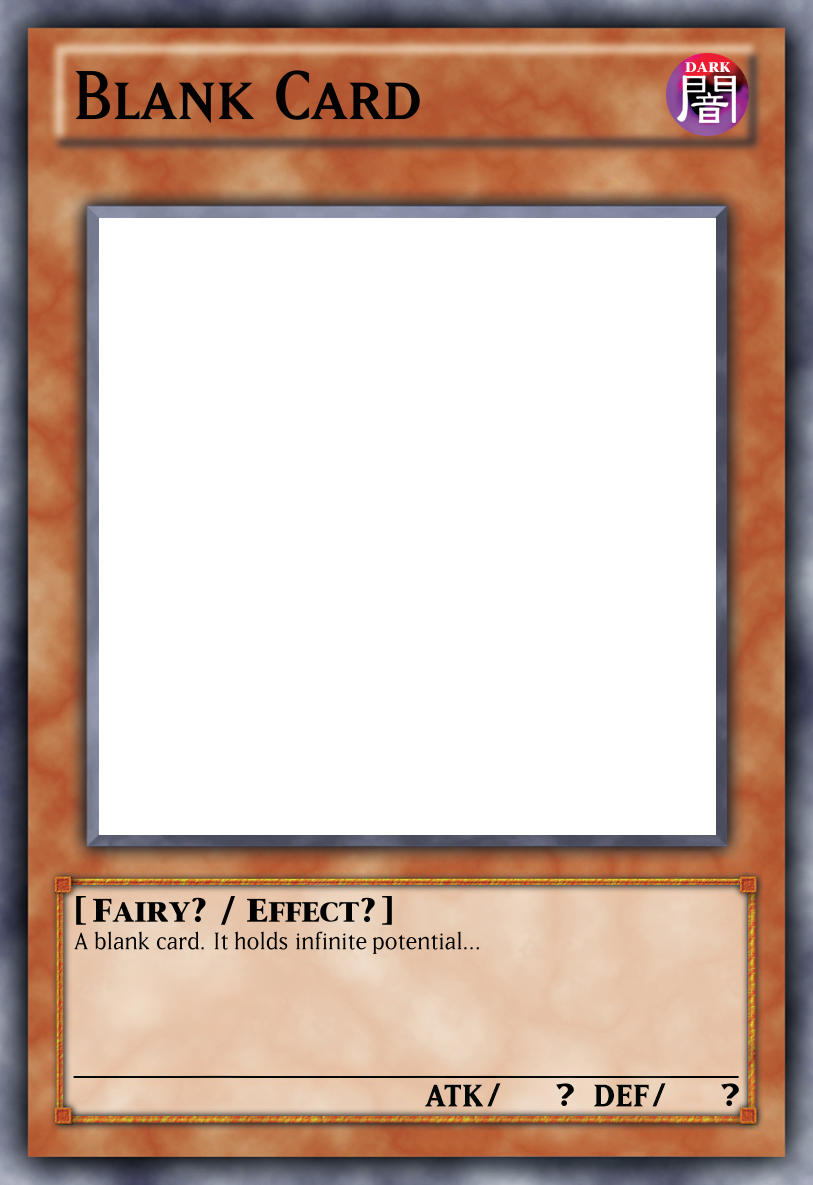 Blank Card
DARK
闇
[ Fairy? / Effect? ]
A blank card. It holds infinite potential...
ATK/ ? DEF/ ?